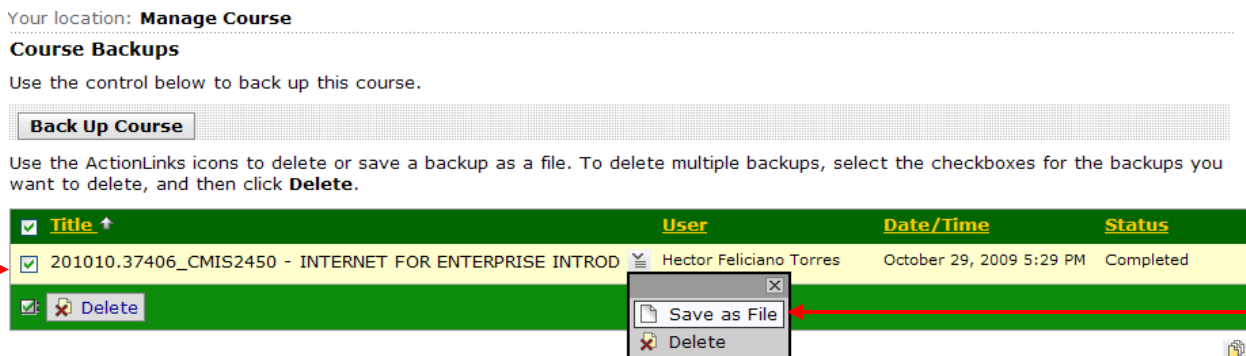 Your location: Manage Course
Course Backups
Use the control below to back up this course.
Back Up Course
Use the ActionLinks icons to delete or save a backup as a file. To delete multiple backups, select the checkboxes for the backups you
want to delete, and then click Delete.
Title User Date/Time Status
201010.37406_CMIS2450 - INTERNET FOR ENTERPRISE INTROD Hector Feliciano Torres October 29, 2009 5:29 PM Completed
Delete
Save as File
Delete